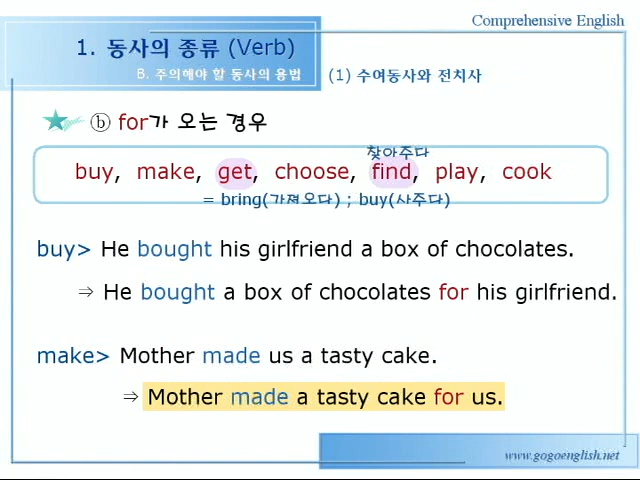 Comprehensive English
1. 동사의 종류 (Verb)
B. 주의해야 할 동사의 용법
(1) 수여동사와 전치사
ⓑ for가 오는 경우
찾아주다
buy, make, get, choose, find, play, cook
= bring(가져오다) ; buy(사주다)
buy> He bought his girlfriend a box of chocolates.
⇒ He bought a box of chocolates for his girlfriend.
make> Mother made us a tasty cake.
⇒ Mother made a tasty cake for us.
www.gogoenglish.net